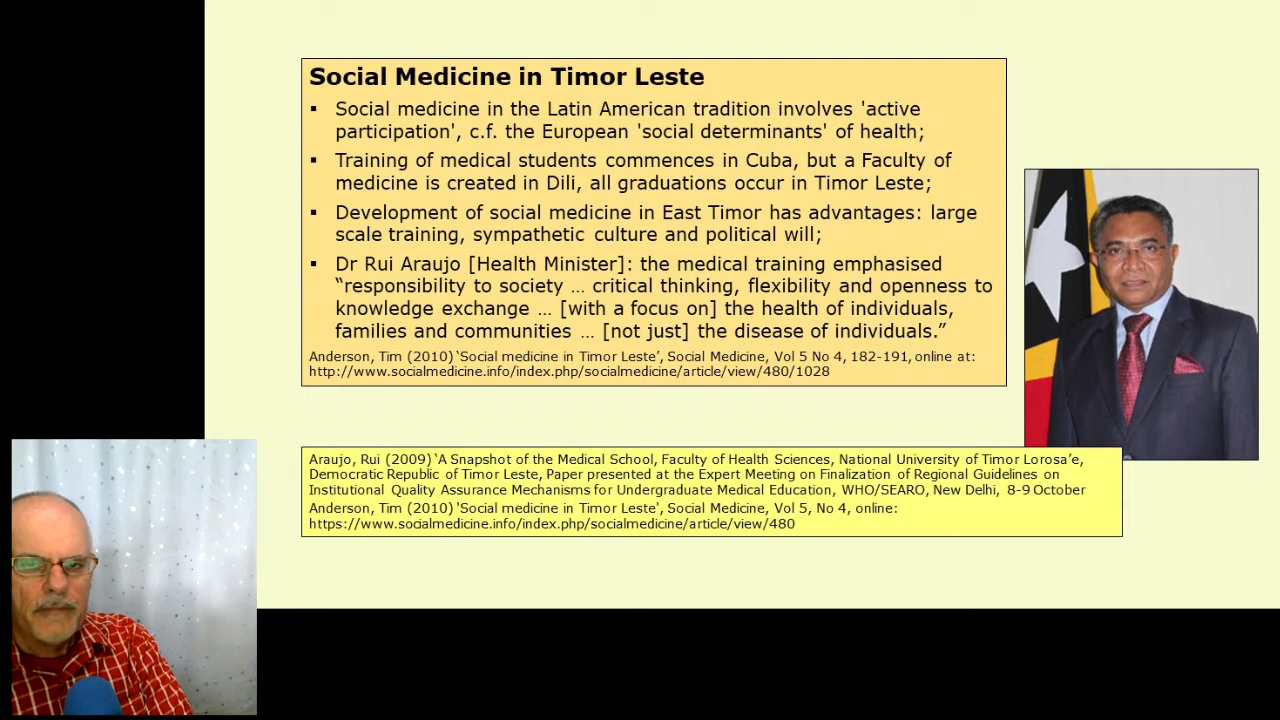 Social Medicine in Timor Leste
▪ Social medicine in the Latin American tradition involves 'active
participation', c.f. the European 'social determinants' of health;
▪ Training of medical students commences in Cuba, but a Faculty of
medicine is created in Dili, all graduations occur in Timor Leste;
▪ Development of social medicine in East Timor has advantages: large
scale training, sympathetic culture and political will;
▪ Dr Rui Araujo [Health Minister]: the medical training emphasised
“responsibility to society … critical thinking, flexibility and openness to
knowledge exchange … [with a focus on] the health of individuals,
families and communities … [not just] the disease of individuals.”
Anderson, Tim (2010) ‘Social medicine in Timor Leste’, Social Medicine, Vol 5 No 4, 182-191, online at:
http://www.socialmedicine.info/index.php/socialmedicine/article/view/480/1028
Araujo, Rui (2009) ‘A Snapshot of the Medical School, Faculty of Health Sciences, National University of Timor Lorosa’e,
Democratic Republic of Timor Leste, Paper presented at the Expert Meeting on Finalization of Regional Guidelines on
Institutional Quality Assurance Mechanisms for Undergraduate Medical Education, WHO/SEARO, New Delhi, 8-9 October
Anderson, Tim (2010) 'Social medicine in Timor Leste', Social Medicine, Vol 5, No 4, online:
https://www.socialmedicine.info/index.php/socialmedicine/article/view/480